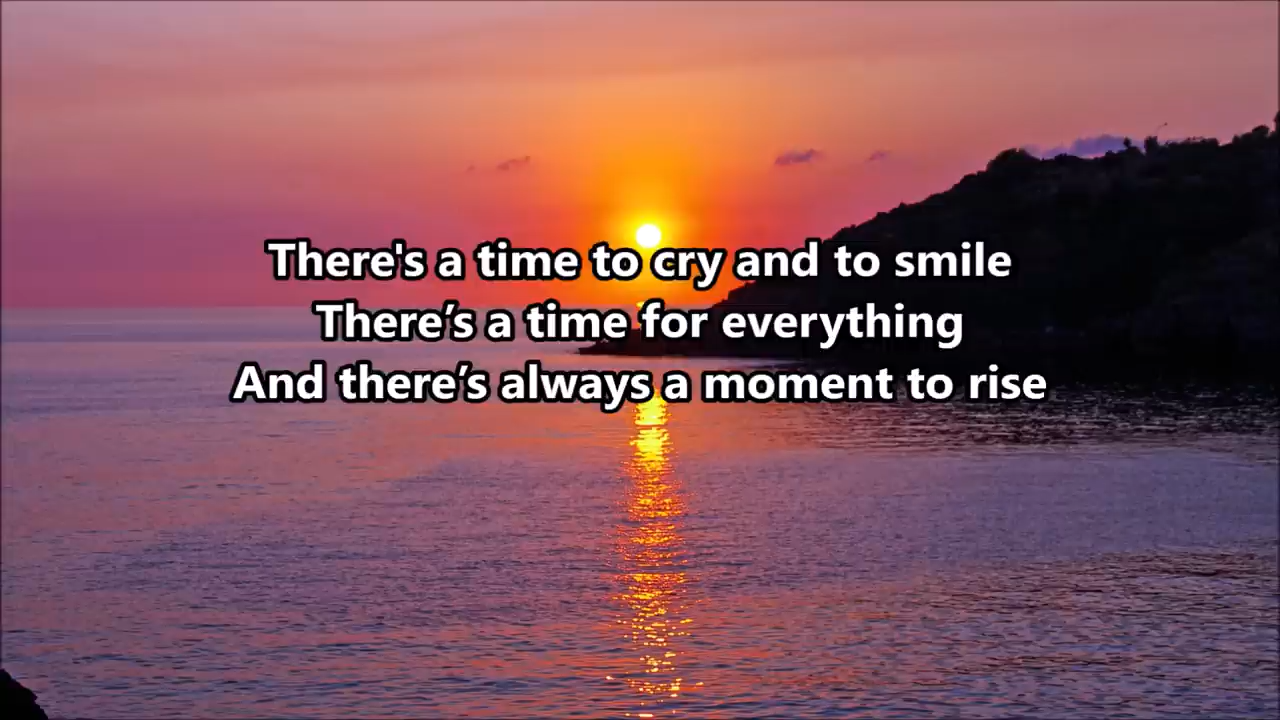 There's a time to cry and to smile
There’s a time for everything
And there’s always a moment to rise